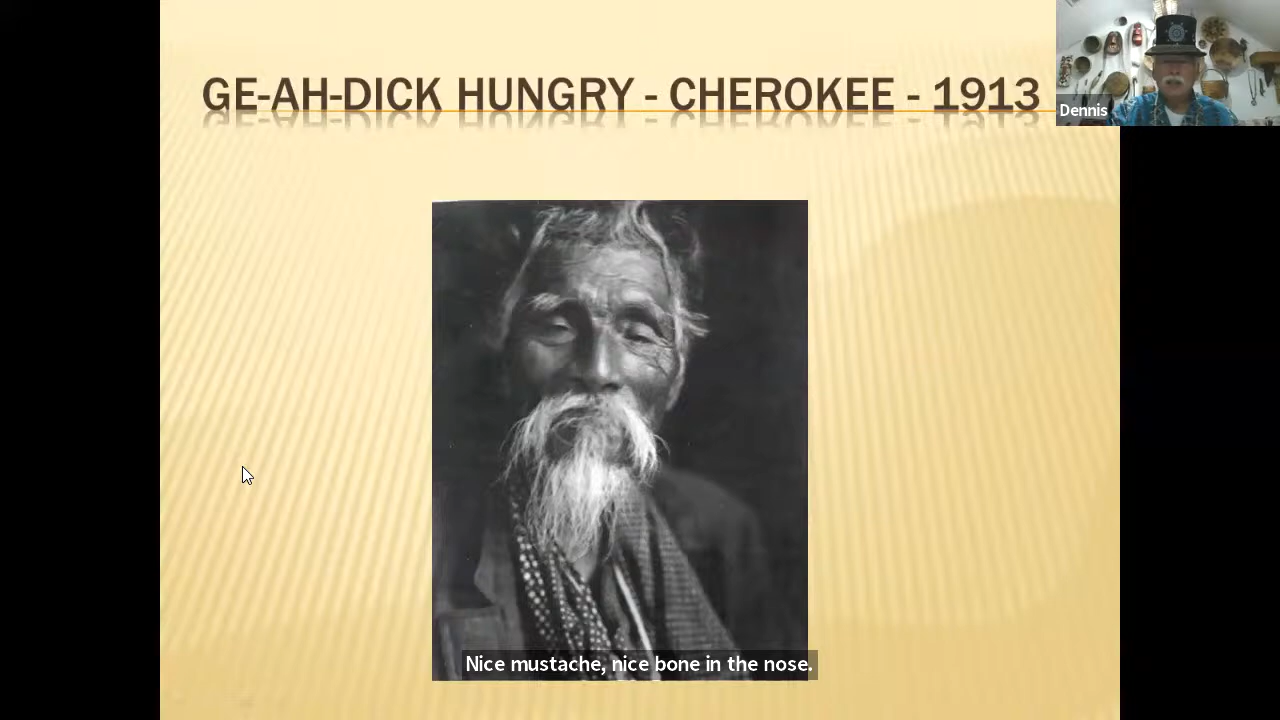 GE-AH-DICK HUNGRY - CHEROKEE - 1913
Dennis
Nice mustache, nice bone in the nose.